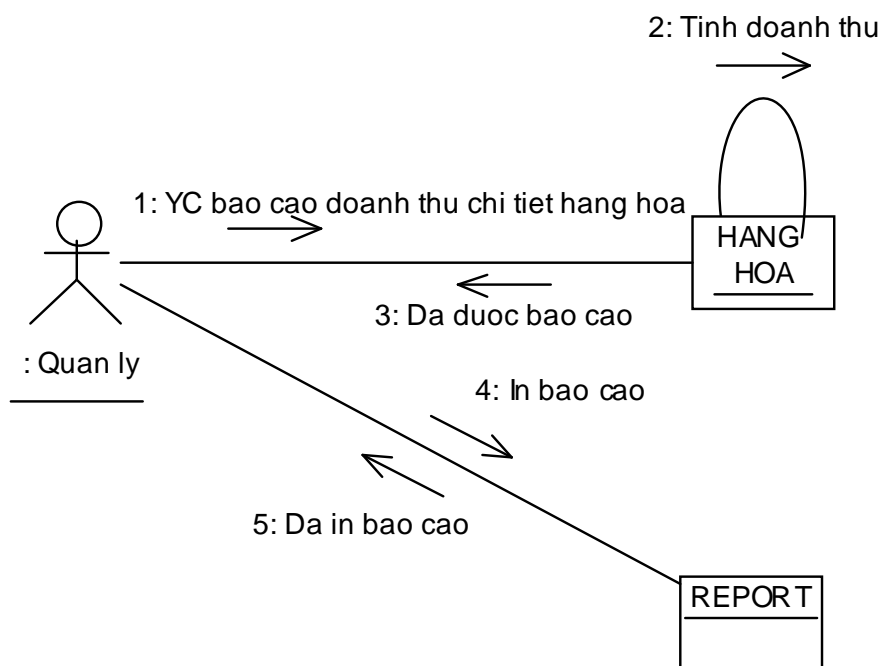 2: Tinh doanh thu
1: YC bao cao doanh thu chi tiet hang hoa
HANG
HOA
3: Da duoc bao cao
: Quan ly
4: In bao cao
5: Da in bao cao
REPORT